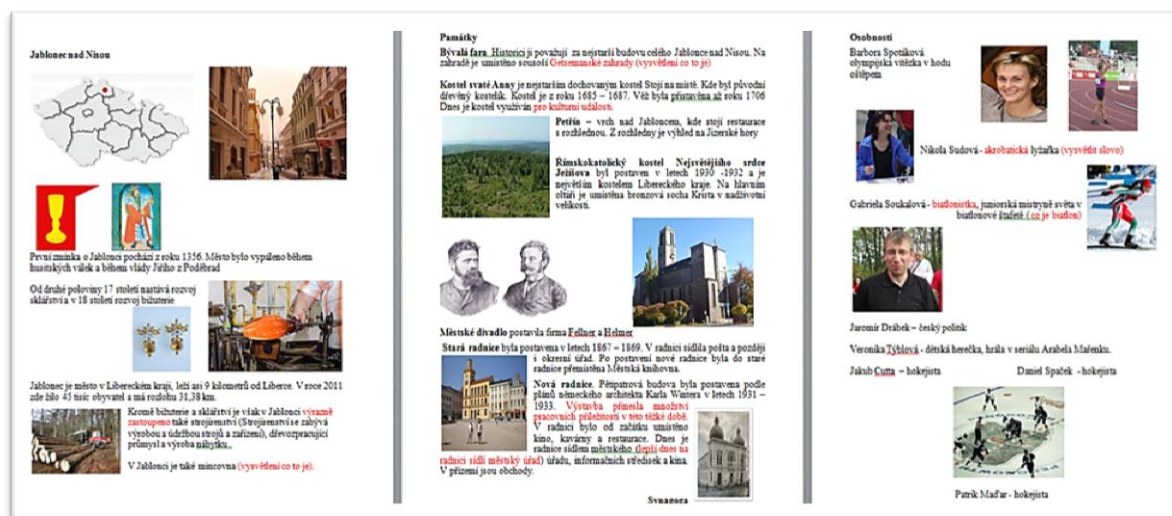 Jablonec nad Nisou
První zmínka o Jablonci pochází z roku 1356. Město bylo vypáleno během
husitských válek a během vlády Jiřího z Poděbrad
Od druhé poloviny 17 století nastává rozvoj
sklářství a v 18 století rozvoj bižuterie
Jablonec je město v Libereckém kraji, leží asi 9 kilometrů od Liberce. V roce 2011
zde žilo 45 tisíc obyvatel a má rozlohu 31,38 km.
Kromě bižuterie a sklářství je však v Jablonci výrazně
zastoupeno také strojírenství (Strojírenství se zabývá
výrobou a údržbou strojů a zařízení), dřevozpracující
průmysl a výroba nábytku.
V Jablonci je také mincovna (vysvětlení co to je).
Památky
Bývalá fara Historici ji považují za nejstarší budovu celého Jablonce nad Nisou. Na
zahradě je umístěno sousoší Getsemanské zahrady (vysvětlení co to je)
Kostel svaté Anny je nejstarším dochovaným kostel Stojí na místě. Kde byl původní
dřevěný kostelík. Kostel je z roku 1685 – 1687. Věž byla přistavěna až roku 1706
Dnes je kostel využíván pro kulturní události.
Petřín – vrch nad Jabloncem, kde stojí restaurace
s rozhlednou. Z rozhledny je výhled na Jizerské hory
Římskokatolický kostel Nejsvětějšího srdce
Ježíšova byl postaven v letech 1930 -1932 a je
největším kostelem Libereckého kraje. Na hlavním
oltáři je umístěna bronzová socha Krista v nadživotní
velikosti.
Městské divadlo postavila firma Fellner a Helmer
Stará radnice byla postavena v letech 1867 – 1869. V radnici sídlila pošta a později
i okresní úřad. Po postavení nové radnice byla do staré
radnice přemístěna Městská knihovna.
Nová radnice. Pětipatrová budova byla postavena podle
plánů německého architekta Karla Wintera v letech 1931 –
1933. Výstavba přinesla množství
pracovních příležitostí v této těžké době.
V radnici bylo od začátku umístěno
kino, kavárny a restaurace. Dnes je
radnice sídlem městského (lepší dnes na
radnici sídlí městský úřad) úřadu, informačních středisek a kina.
V přízemí jsou obchody.
Synagoga
Osobnosti
Barbora Špotáková
olympijská vítězka v hodu
oštěpem
Nikola Sudová - akrobatická lyžařka (vysvětlit slovo)
Gabriela Soukalová - biatlonistka, juniorská mistryně světa v
biatlonové štafetě (co je biatlon)
Jaromír Drábek – český politik
Veronika Týblová - dětská herečka, hrála v seriálu Arabela Mařenku.
Jakub Cutta – hokejista
Daniel Špaček - hokejista
Patrik Maďar - hokejista